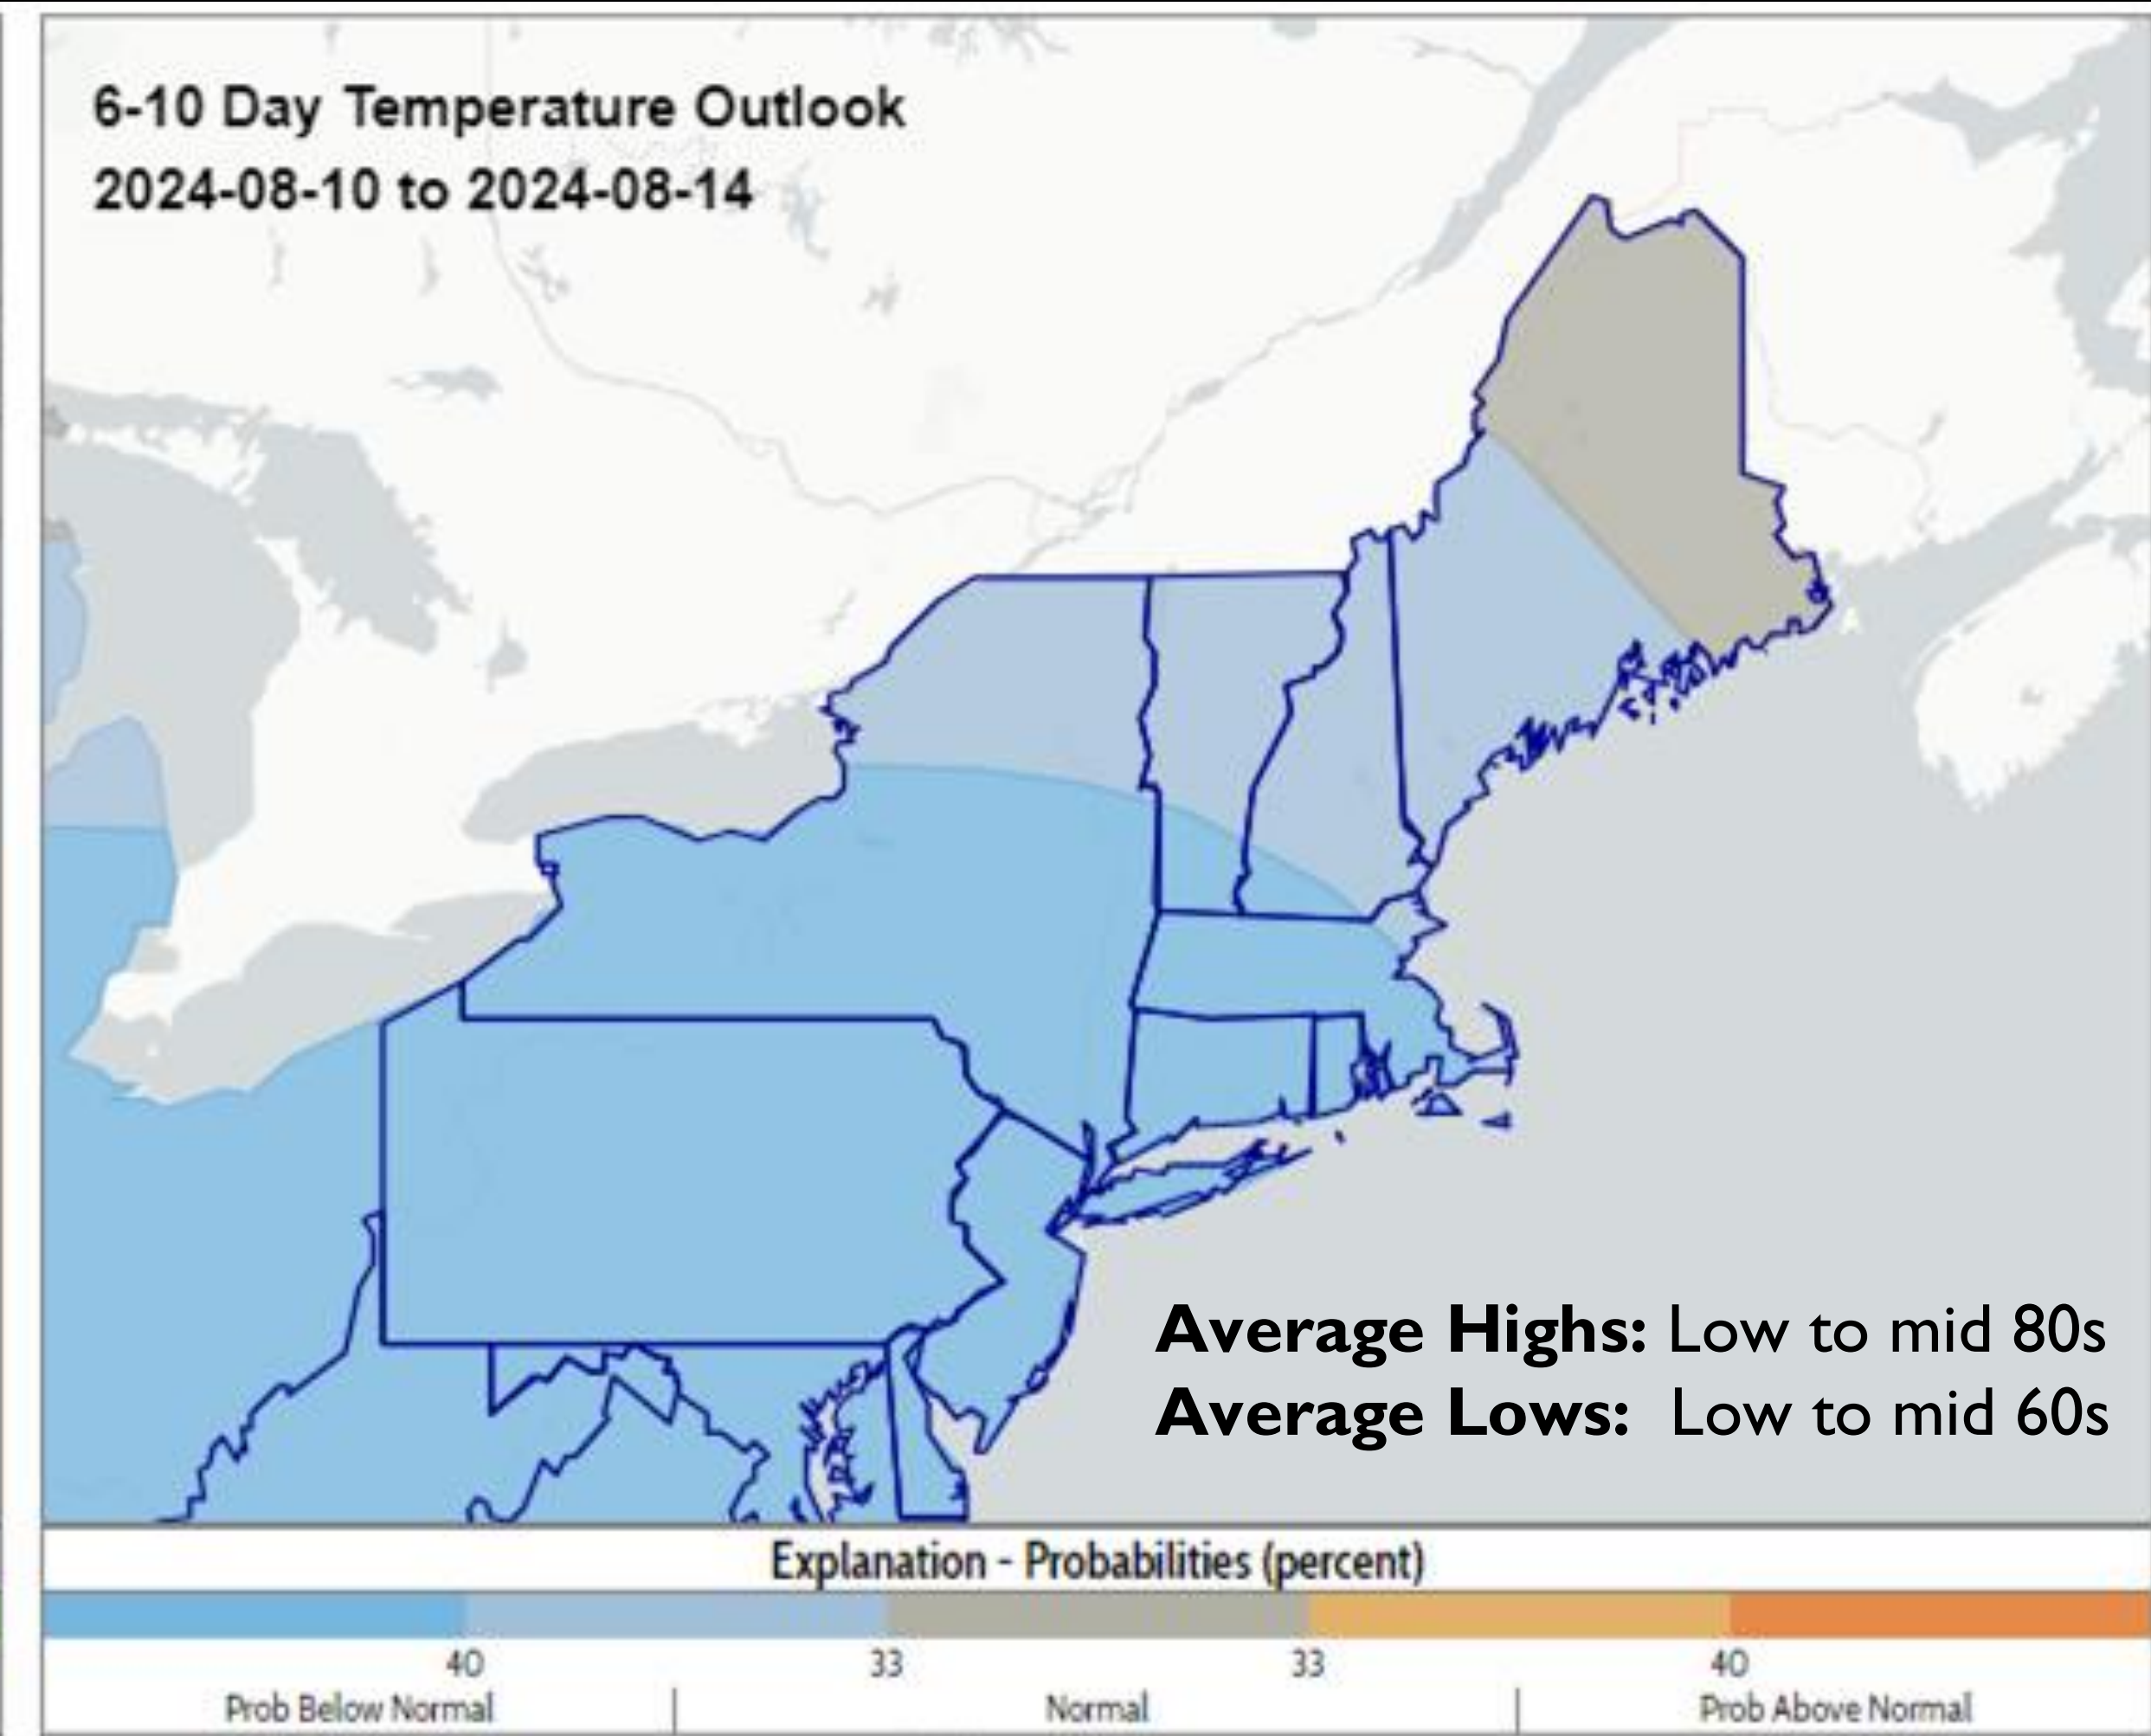 6-10 Day Temperature Outlook
2024-08-10 to 2024-08-14
Average Highs: Low to mid 80s
Average Lows: Low to mid 60s
Explanation - Probabilities (percent)
40 33 33 40
Prob Below Normal | Normal | Prob Above Normal